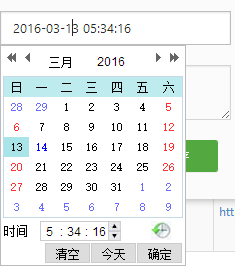 2016-03-13 05:34:16
三月 2016
日 一 二 三 四 五 六
28 29 1 2 3 4 5
6 7 8 9 10 11 12
13 14 15 16 17 18 19
20 21 22 23 24 25 26
27 28 29 30 31 1 2
3 4 5 6 7 8 9
时间 5 : 34 : 16
清空 今天 确定
htt